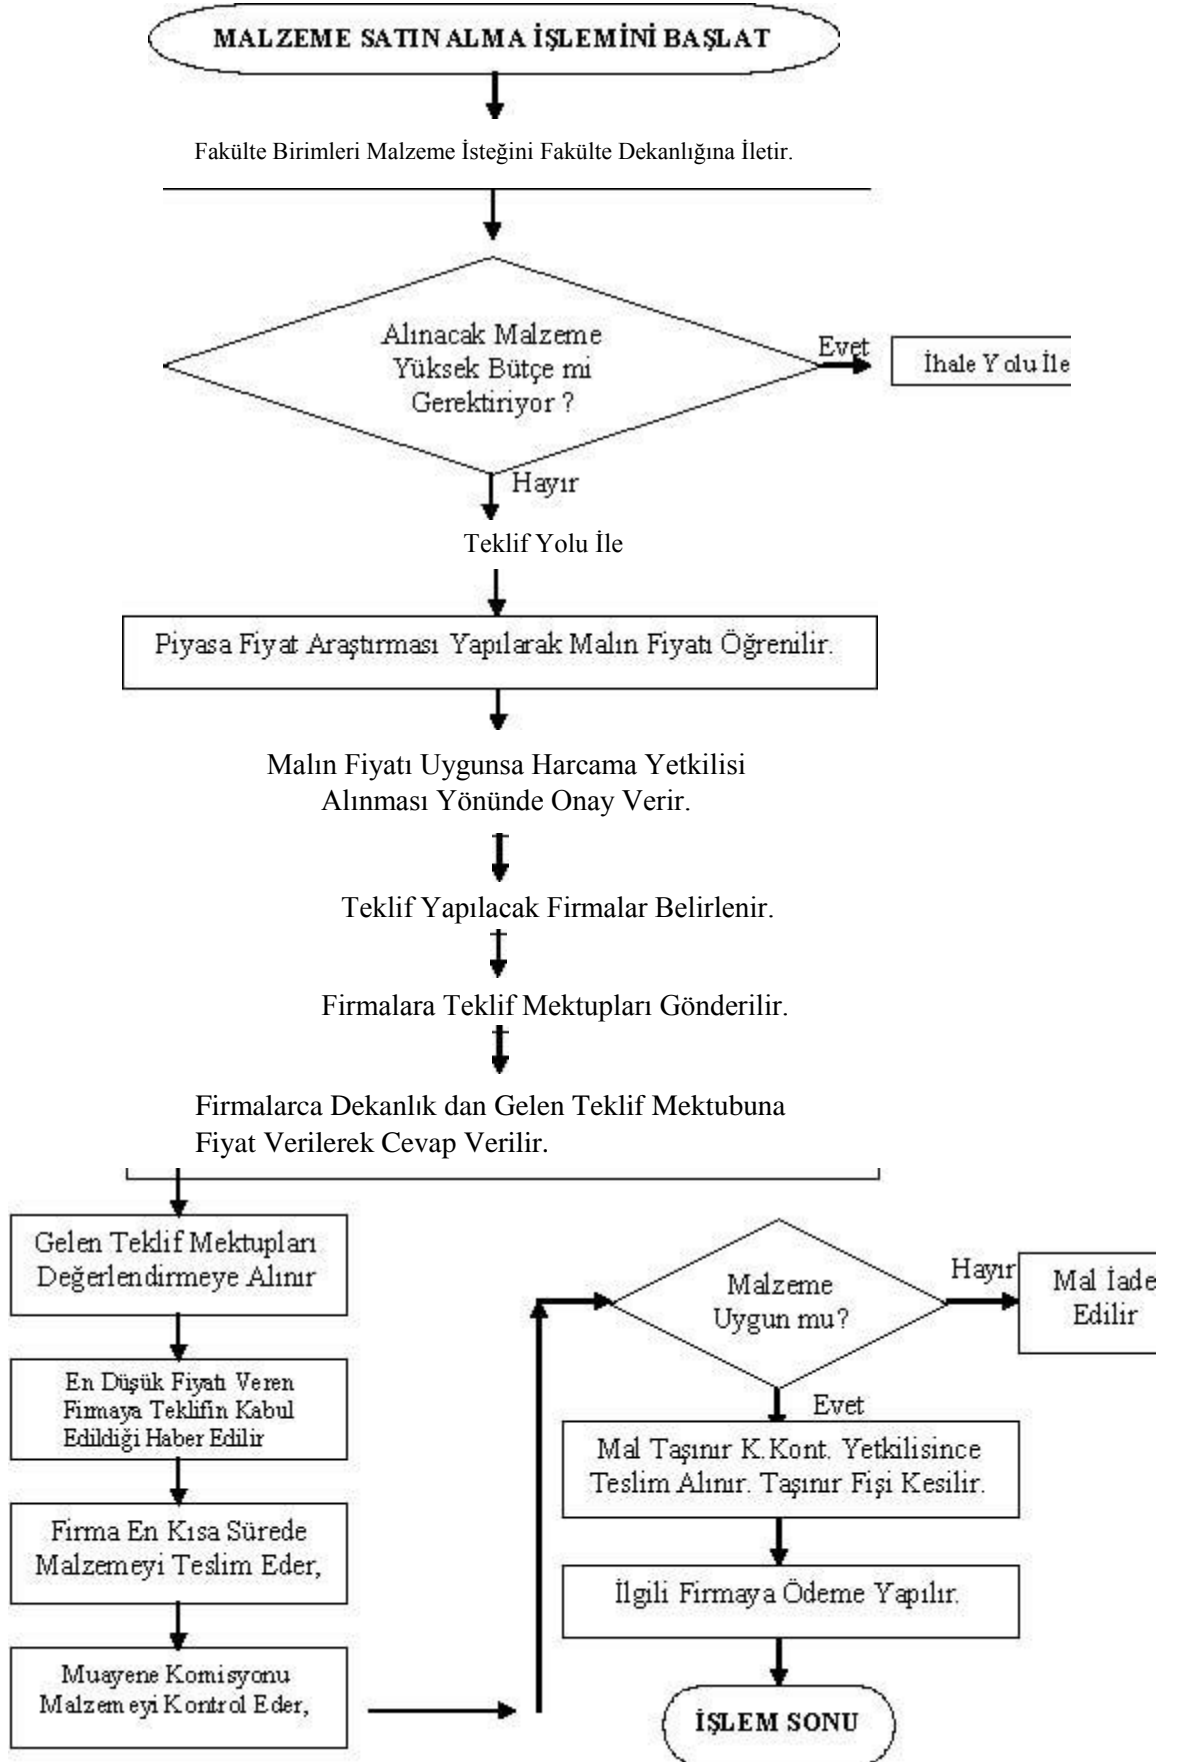 MALZEME SATIN ALMA İŞLEMİNİ BAŞLAT
Fakülte Birimleri Malzeme İsteğini Fakülte Dekanlığına İletir.
Alınacak Malzeme
Yüksek Bütçe mi
Gerektiriyor ?
Evet
İhale Yolu İle
Hayır
Teklif Yolu İle
Piyasa Fiyat Araştırması Yapılarak Malın Fiyatı Öğrenilir.
Malın Fiyatı Uygunsa Harcama Yetkilisi
Alınması Yönünde Onay Verir.
Teklif Yapılacak Firmalar Belirlenir.
Firmalara Teklif Mektupları Gönderilir.
Firmalarca Dekanlık dan Gelen Teklif Mektubuna
Fiyat Verilerek Cevap Verilir.
Gelen Teklif Mektupları
Değerlendirmeye Alınır
En Düşük Fiyatı Veren
Firmaya Teklifin Kabul
Edildiği Haber Edilir
Firma En Kısa Sürede
Malzemeyi Teslim Eder,
Muayene Komisyonu
Malzemeyi Kontrol Eder,
Malzeme
Uygun mu?
Hayır
Mal İade
Edilir
Evet
Mal Taşınır K.Kont. Yetkilisince
Teslim Alınır. Taşınır Fişi Kesilir.
İlgili Firmaya Ödeme Yapılır.
İŞLEM SONU